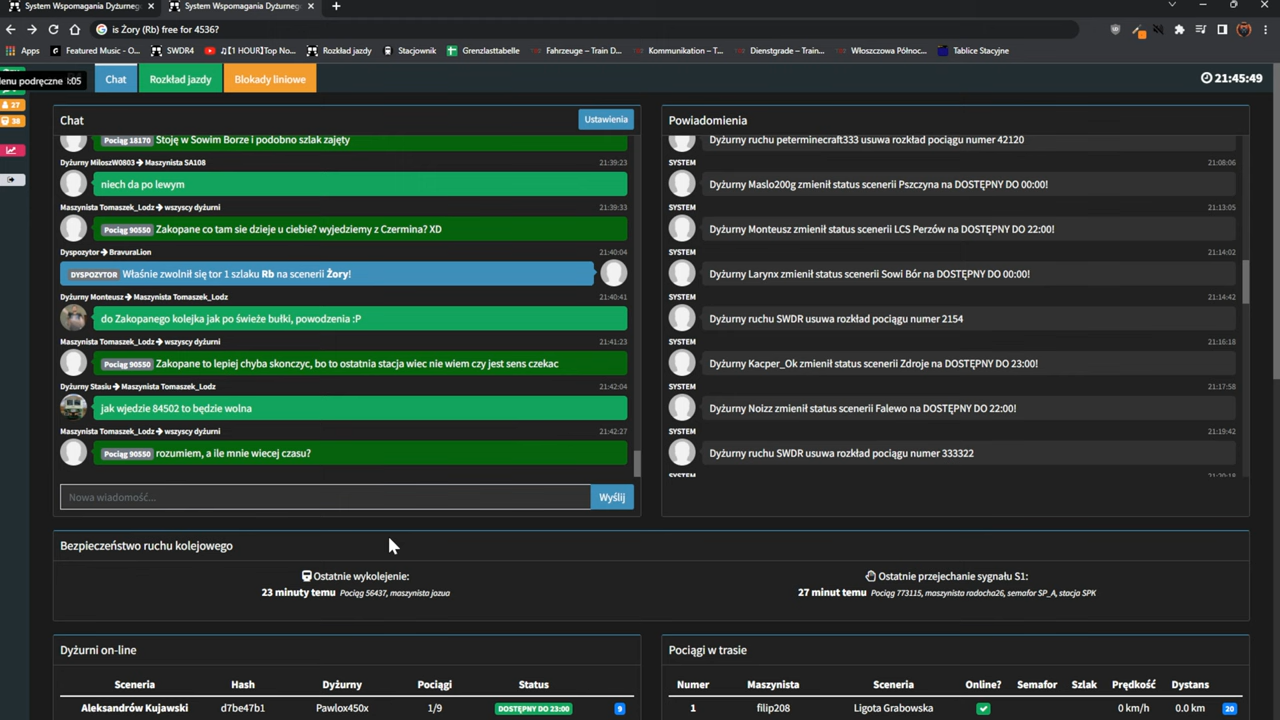 System Wspomagania Dyżurneg
System Wspomagania Dyżurneg
is Żory (Rb) free for 4536?
Apps
Featured Music - O...
SWDR4
[1 HOUR]Top No...
Rozkład jazdy
Stacjownik
Grenzlasttabelle
Fahrzeuge – Train D...
Kommunikation – T...
Dienstgrade – Train...
Włoszczowa Północ...
Tablice Stacyjne
Menu podręczne
Chat
Rozkład jazdy
Blokady liniowe
21:45:49
27
38
Chat
Ustawienia
Pociąg 18170 Stoję w Sowim Borze i podobno szlak zajęty
Dyżurny MiloszW0803 → Maszynista SA108
21:39:23
niech da po lewym
Maszynista Tomaszek_Lodz → wszyscy dyżurni
21:39:33
Pociąg 90550 Zakopane co tam sie dzieje u ciebie? wyjedziemy z Czermina? XD
Dyspozytor → BravuraLion
21:40:04
DYSPOZYTOR Właśnie zwolnił się tor 1 szlaku Rb na scenerii Żory!
Dyżurny Monteusz → Maszynista Tomaszek_Lodz
21:40:41
do Zakopanego kolejka jak po świeże bułki, powodzenia :P
Maszynista Tomaszek_Lodz → wszyscy dyżurni
21:41:23
Pociąg 90550 Zakopane to lepiej chyba skonczyc, bo to ostatnia stacja wiec nie wiem czy jest sens czekac
Dyżurny Stasiu → Maszynista Tomaszek_Lodz
21:42:04
jak wjedzie 84502 to będzie wolna
Maszynista Tomaszek_Lodz → wszyscy dyżurni
21:42:27
Pociąg 90550 rozumiem, a ile mnie wiecej czasu?
Nowa wiadomość...
Wyślij
Powiadomienia
Dyżurny ruchu peterminecraft333 usuwa rozkład pociągu numer 42120
SYSTEM
21:08:06
Dyżurny Maslo200g zmienił status scenerii Pszczyna na DOSTĘPNY DO 00:00!
SYSTEM
21:13:05
Dyżurny Monteusz zmienił status scenerii LCS Perzów na DOSTĘPNY DO 22:00!
SYSTEM
21:14:02
Dyżurny Larynx zmienił status scenerii Sowi Bór na DOSTĘPNY DO 00:00!
SYSTEM
21:14:42
Dyżurny ruchu SWDR usuwa rozkład pociągu numer 2154
SYSTEM
21:16:18
Dyżurny Kacper_Ok zmienił status scenerii Zdroje na DOSTĘPNY DO 23:00!
SYSTEM
21:17:58
Dyżurny Noizz zmienił status scenerii Falewo na DOSTĘPNY DO 22:00!
SYSTEM
21:19:42
Dyżurny ruchu SWDR usuwa rozkład pociągu numer 333322
SYSTEM
21:20:18
Bezpieczeństwo ruchu kolejowego
Ostatnie wykolejenie:
23 minuty temu Pociąg 56437, maszynista jozua
Ostatnie przejechanie sygnału S1:
27 minut temu Pociąg 773115, maszynista radocha26, semafor SP_A, stacja SPK
Dyżurni on-line
Sceneria Hash Dyżurny Pociągi Status
Aleksandrów Kujawski d7be47b1 Pawlox450x 1/9 DOSTĘPNY DO 23:00 9
Pociągi w trasie
Numer Maszynista Sceneria Online? Semafor Szlak Prędkość Dystans
1 filip208 Ligota Grabowska 0 km/h 0.0 km 20